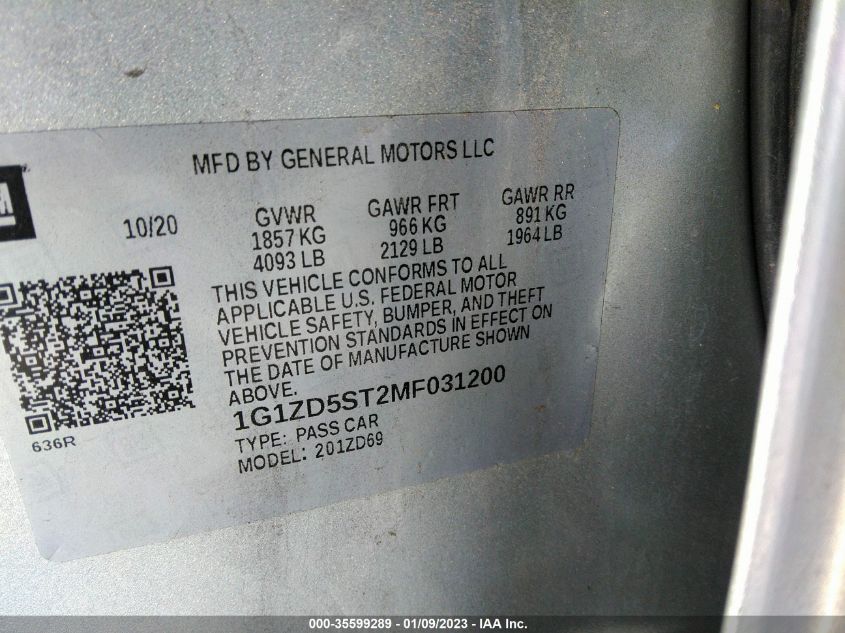 MFD BY GENERAL MOTORS LLC
10/20
GVWR
1857 KG
4093 LB
GAWR FRT
966 KG
2129 LB
GAWR RR
891 KG
1964 LB
THIS VEHICLE CONFORMS TO ALL
APPLICABLE U.S. FEDERAL MOTOR
VEHICLE SAFETY, BUMPER, AND THEFT
PREVENTION STANDARDS IN EFFECT ON
THE DATE OF MANUFACTURE SHOWN
ABOVE.
1G1ZD5ST2MF031200
TYPE: PASS CAR
MODEL: 201ZD69
636R
000-35599289 - 01/09/2023 - IAA Inc.